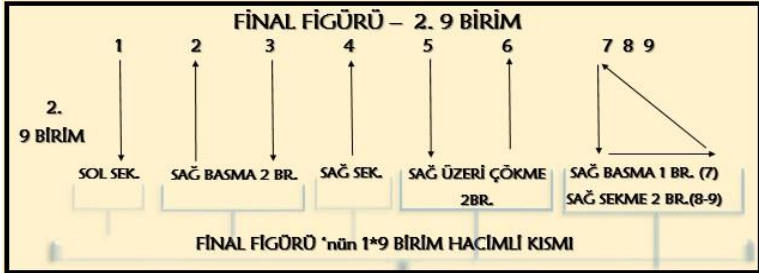 FİNAL FİGÜRÜ – 2. 9 BİRİM
1 2 3 4 5 6 7 8 9
2.
9 BİRİM
SOL SEK. SAĞ BASMA 2 BR. SAĞ SEK. SAĞ ÜZERİ ÇÖKME 2BR. SAĞ BASMA 1 BR. (7)
SAĞ SEKME 2 BR.(8-9)
FİNAL FİGÜRÜ 'nün 1*9 BİRİM HACİMLİ KISMI